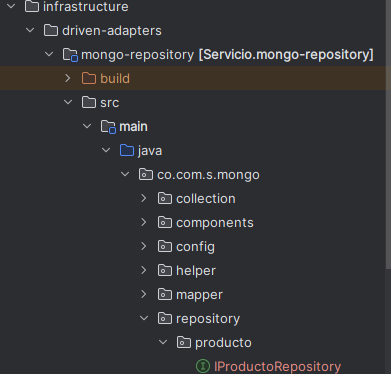 infrastructure
driven-adapters
mongo-repository [Servicio.mongo-repository]
build
src
main
java
co.com.s.mongo
collection
components
config
helper
mapper
repository
producto
IProductoRepository